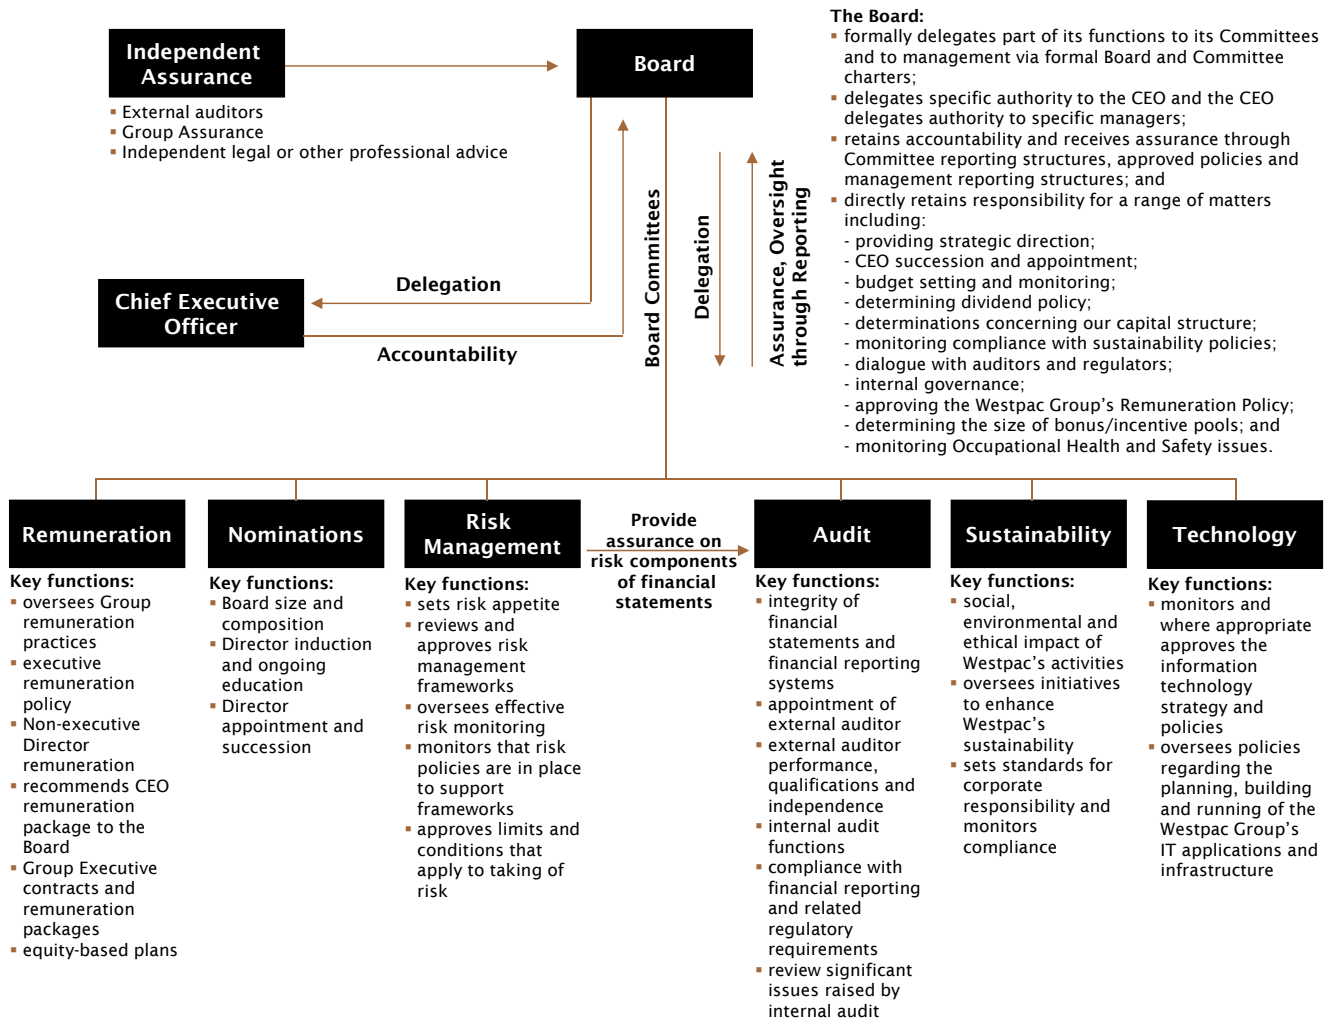 Independent
Assurance
External auditors
Group Assurance
Independent legal or other professional advice
Board
The Board:
formally delegates part of its functions to its Committees
and to management via formal Board and Committee
charters;
delegates specific authority to the CEO and the CEO
delegates authority to specific managers;
retains accountability and receives assurance through
Committee reporting structures, approved policies and
management reporting structures; and
directly retains responsibility for a range of matters
including:
- providing strategic direction;
- CEO succession and appointment;
- budget setting and monitoring;
- determining dividend policy;
- determinations concerning our capital structure;
- monitoring compliance with sustainability policies;
- dialogue with auditors and regulators;
- internal governance;
- approving the Westpac Group's Remuneration Policy;
- determining the size of bonus/incentive pools; and
- monitoring Occupational Health and Safety issues.
Chief Executive
Officer
Delegation
Accountability
Board Committees
Delegation
Assurance, Oversight
through Reporting
Remuneration
Key functions:
oversees Group
remuneration
practices
executive
remuneration
policy
Non-executive
Director
remuneration
recommends CEO
remuneration
package to the
Board
Group Executive
contracts and
remuneration
packages
equity-based plans
Nominations
Key functions:
Board size and
composition
Director induction
and ongoing
education
Director
appointment and
succession
Risk
Management
Key functions:
sets risk appetite
reviews and
approves risk
management
frameworks
oversees effective
risk monitoring
monitors that risk
policies are in place
to support
frameworks
approves limits and
conditions that
apply to taking of
risk
Provide
assurance on
risk components
of financial
statements
Audit
Key functions:
integrity of
financial
statements and
financial reporting
systems
appointment of
external auditor
external auditor
performance,
qualifications and
independence
internal audit
functions
compliance with
financial reporting
and related
regulatory
requirements
review significant
issues raised by
internal audit
Sustainability
Key functions:
social,
environmental and
ethical impact of
Westpac's activities
oversees initiatives
to enhance
Westpac's
sustainability
sets standards for
corporate
responsibility and
monitors
compliance
Technology
Key functions:
monitors and
where appropriate
approves the
information
technology
strategy and
policies
oversees policies
regarding the
planning, building
and running of the
Westpac Group's
IT applications and
infrastructure